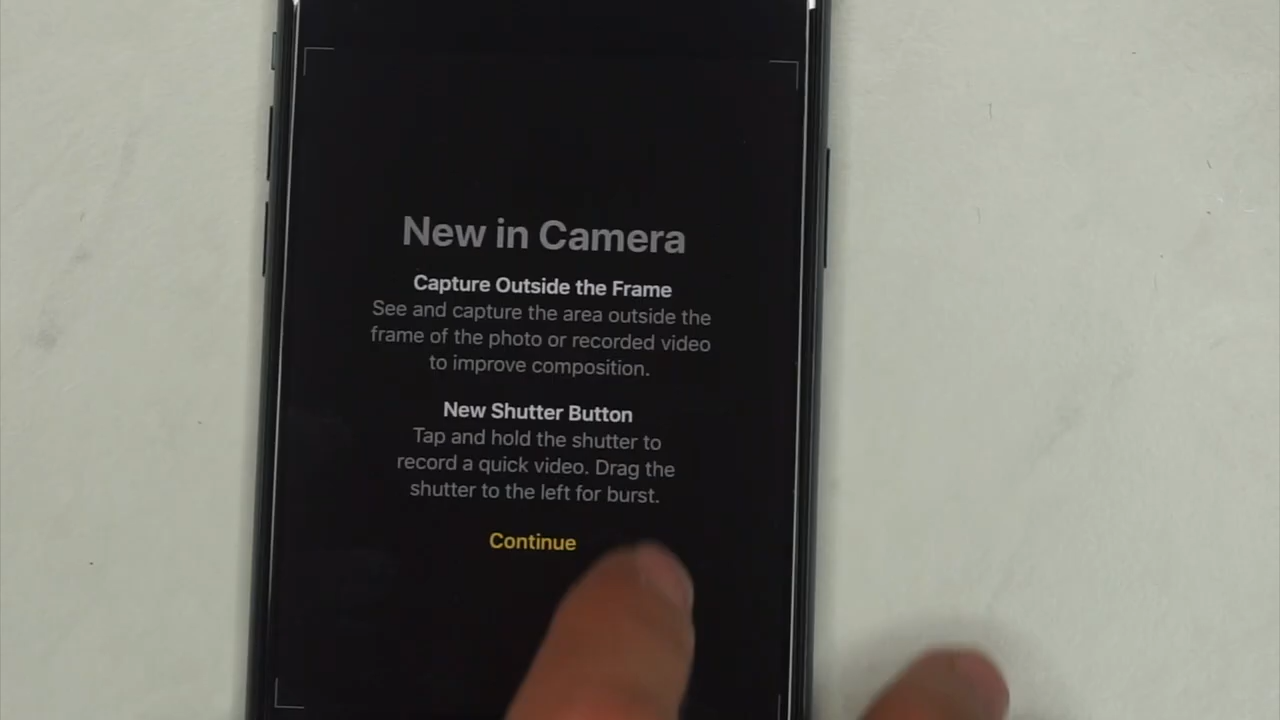 New in Camera
Capture Outside the Frame
See and capture the area outside the
frame of the photo or recorded video
to improve composition.
New Shutter Button
Tap and hold the shutter to
record a quick video. Drag the
shutter to the left for burst.
Continue